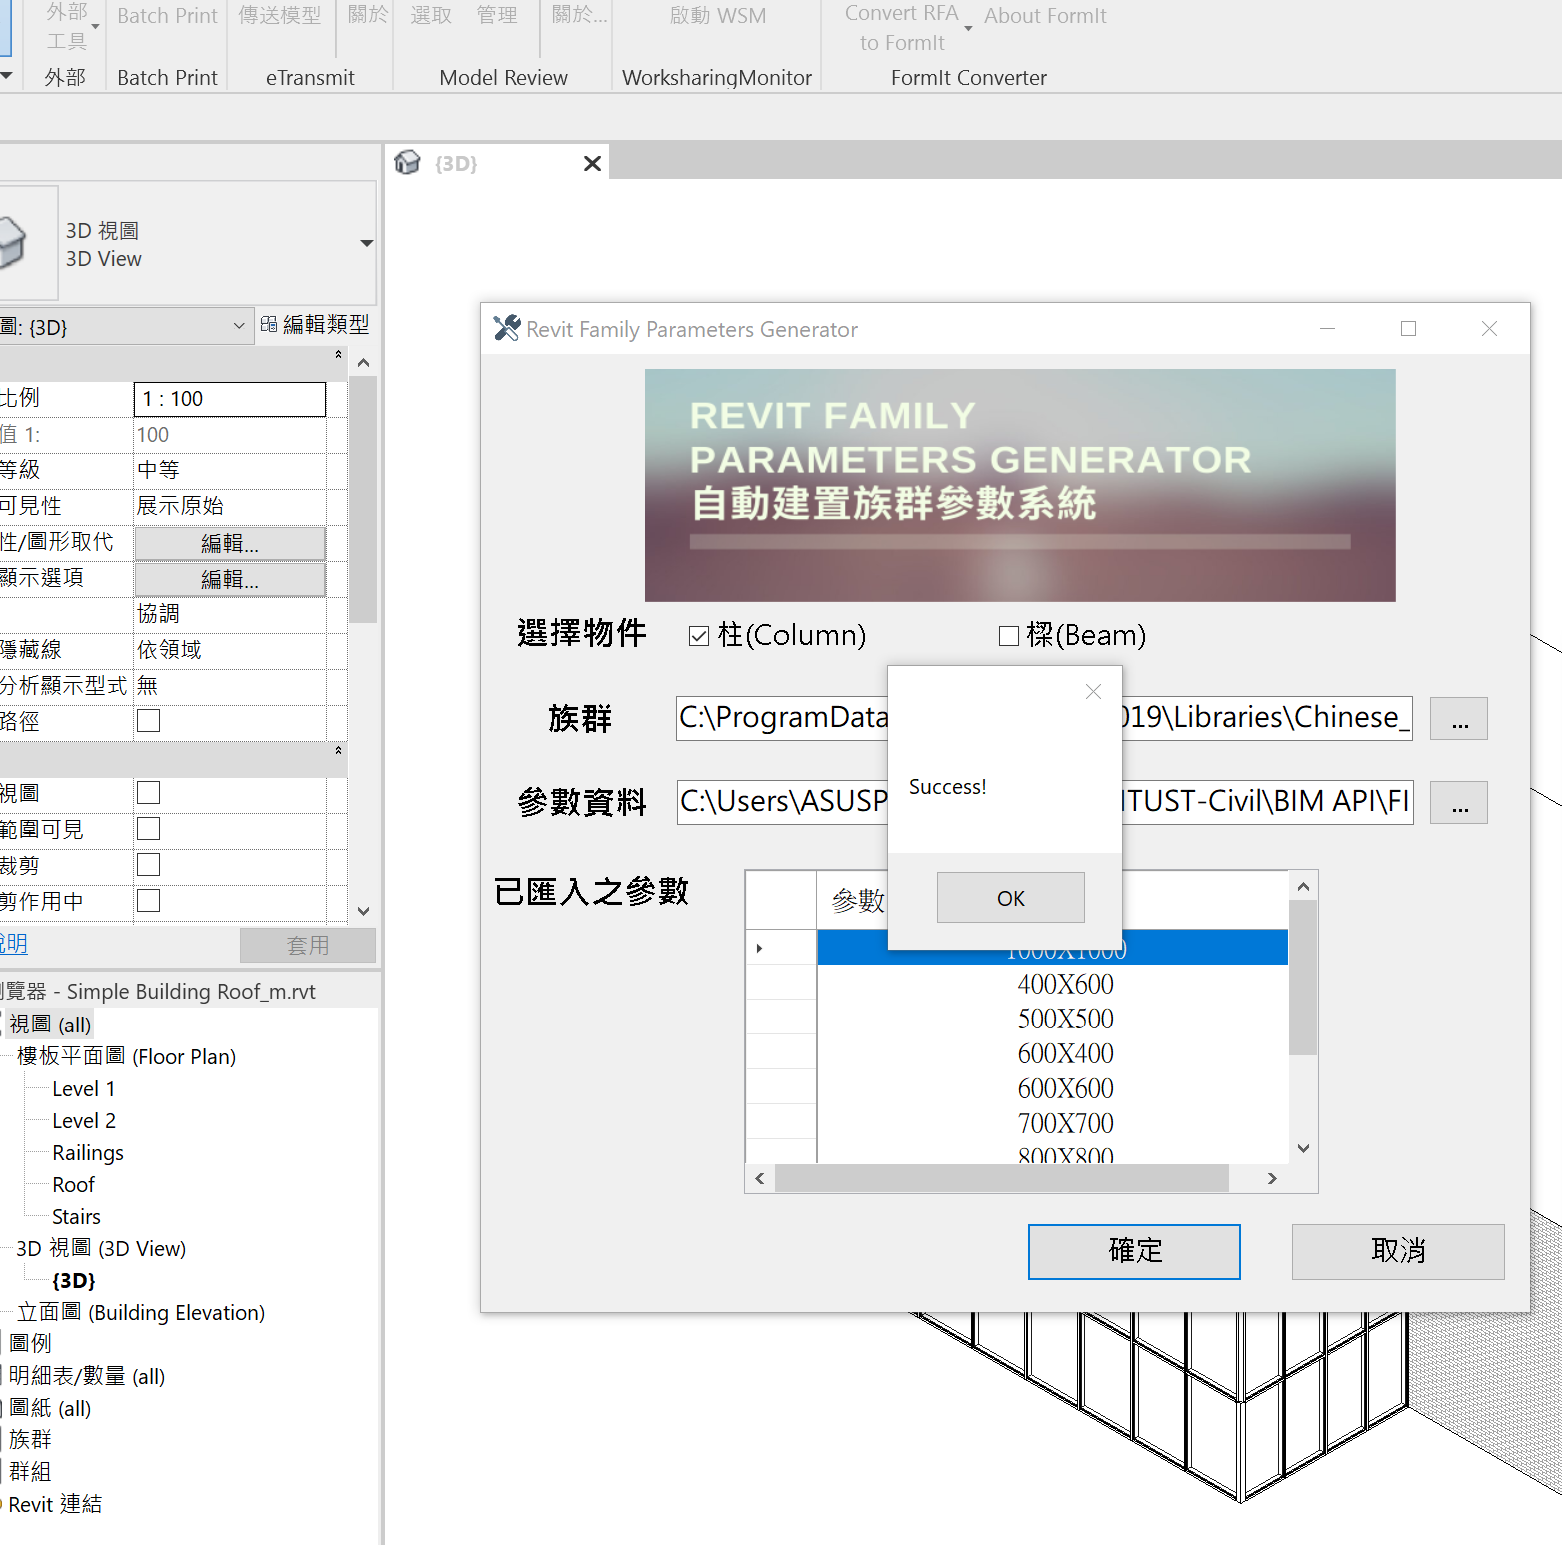 外部
工具
Batch Print
傳送模型
關於
選取
管理
關於...
啟動 WSM
Convert RFA
to FormIt
About FormIt
外部
Batch Print
eTransmit
Model Review
WorksharingMonitor
FormIt Converter
{3D}
3D 視圖
3D View
圖: {3D}
編輯類型
比例
1 : 100
值 1:
100
等級
中等
可見性
展示原始
性/圖形取代
編輯...
顯示選項
編輯...
協調
隱藏線
依領域
分析顯示型式
無
路徑
視圖
範圍可見
裁剪
剪作用中
說明
套用
瀏覽器 - Simple Building Roof_m.rvt
視圖 (all)
樓板平面圖 (Floor Plan)
Level 1
Level 2
Railings
Roof
Stairs
3D 視圖 (3D View)
{3D}
立面圖 (Building Elevation)
圖例
明細表/數量 (all)
圖紙 (all)
族群
群組
Revit 連結
Revit Family Parameters Generator
REVIT FAMILY
PARAMETERS GENERATOR
自動建置族群參數系統
選擇物件
柱(Column)
樑(Beam)
族群
C:\ProgramData
019\Libraries\Chinese_
...
參數資料
C:\Users\ASUSP
TUST-Civil\BIM API\FI
...
Success!
OK
已匯入之參數
參數
1000X1000
400X600
500X500
600X400
600X600
700X700
800X800
確定
取消